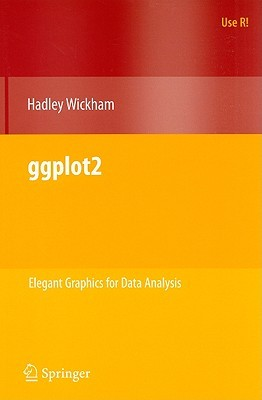 Use R!
Hadley Wickham
ggplot2
Elegant Graphics for Data Analysis
Springer